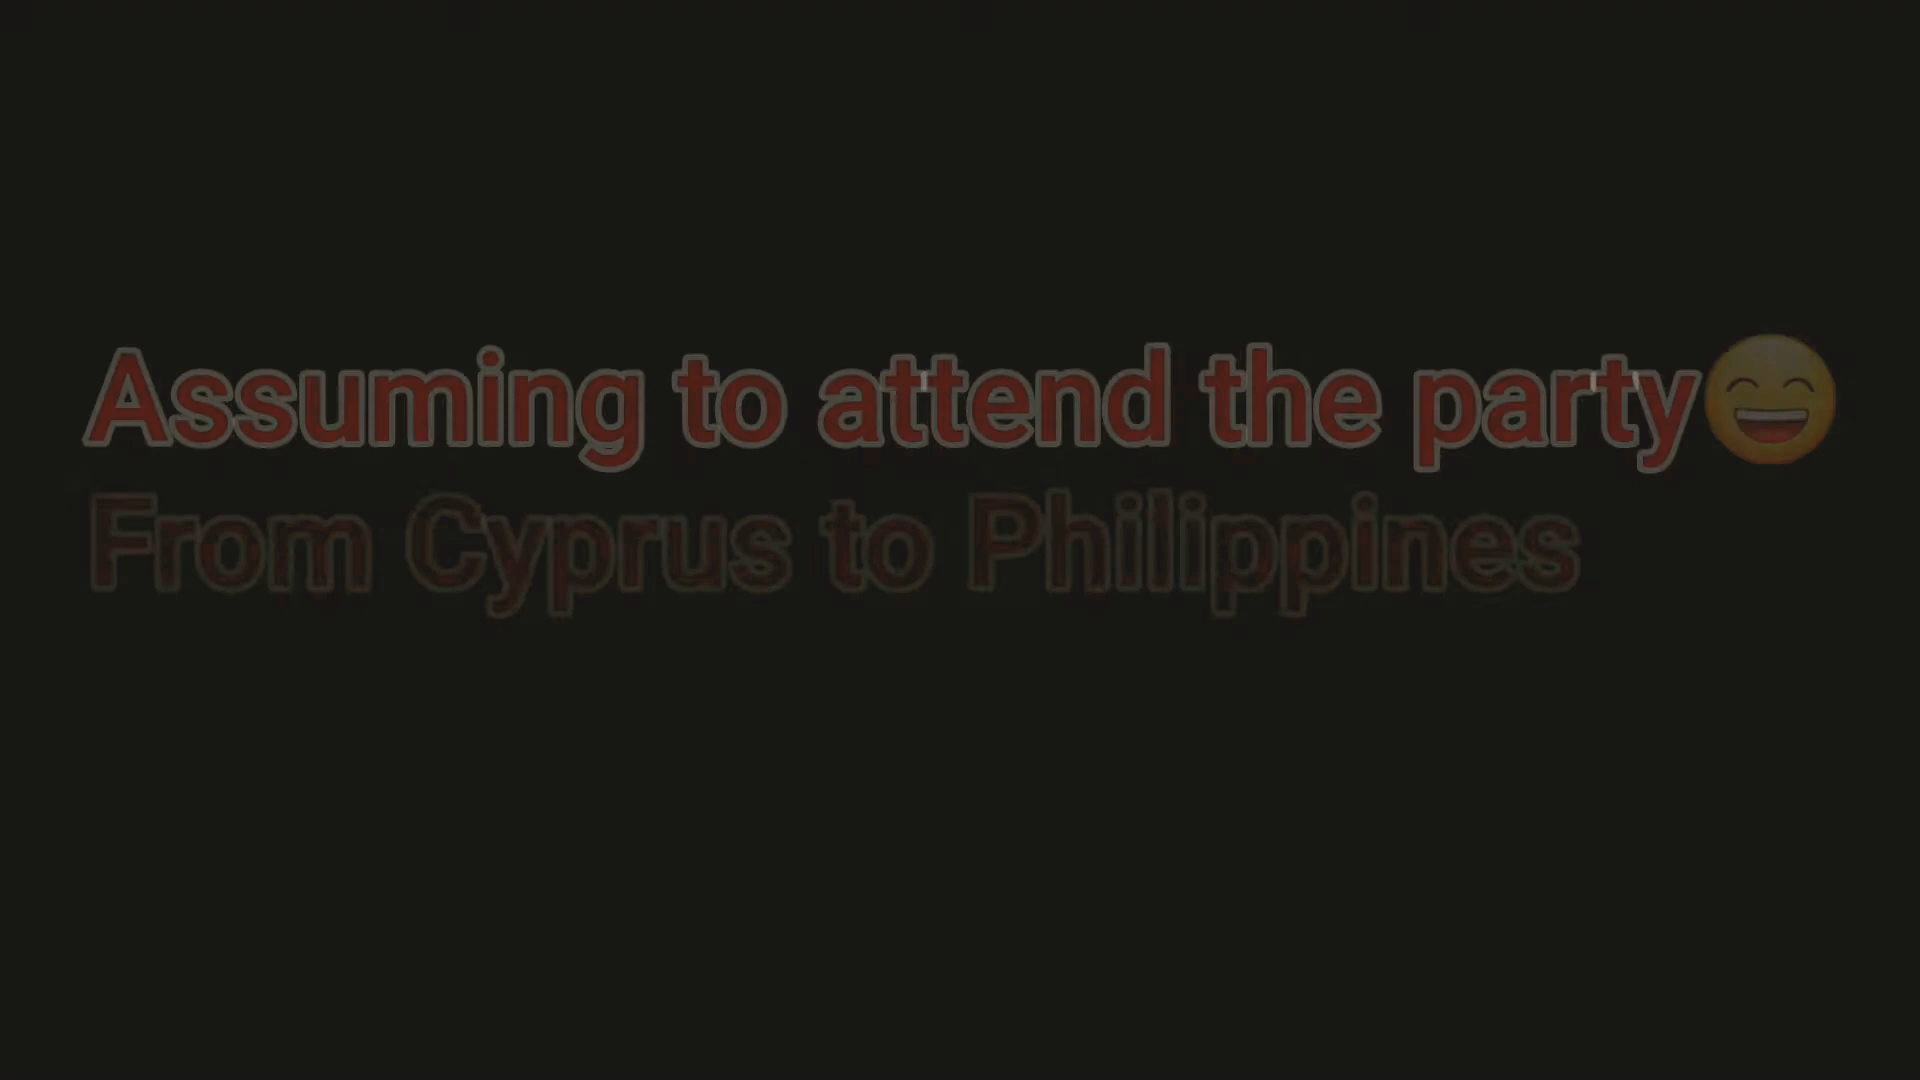 Assuming to attend the party😄
From Cyprus to Philippines